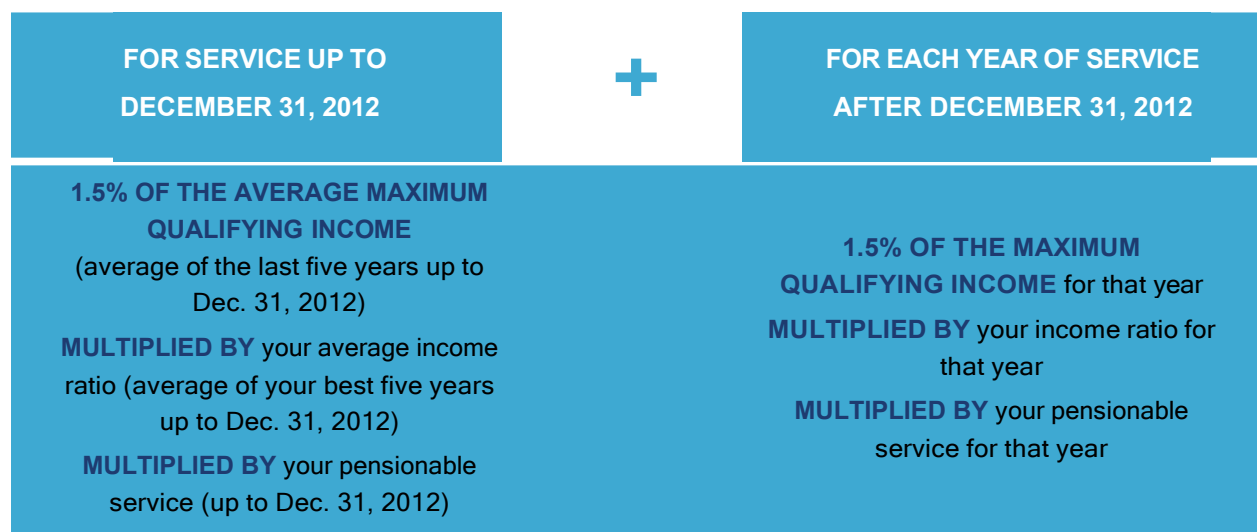 FOR SERVICE UP TO
DECEMBER 31, 2012
+
FOR EACH YEAR OF SERVICE
AFTER DECEMBER 31, 2012
1.5% OF THE AVERAGE MAXIMUM
QUALIFYING INCOME
(average of the last five years up to
Dec. 31, 2012)
MULTIPLIED BY your average income
ratio (average of your best five years
up to Dec. 31, 2012)
MULTIPLIED BY your pensionable
service (up to Dec. 31, 2012)
1.5% OF THE MAXIMUM
QUALIFYING INCOME for that year
MULTIPLIED BY your income ratio for
that year
MULTIPLIED BY your pensionable
service for that year